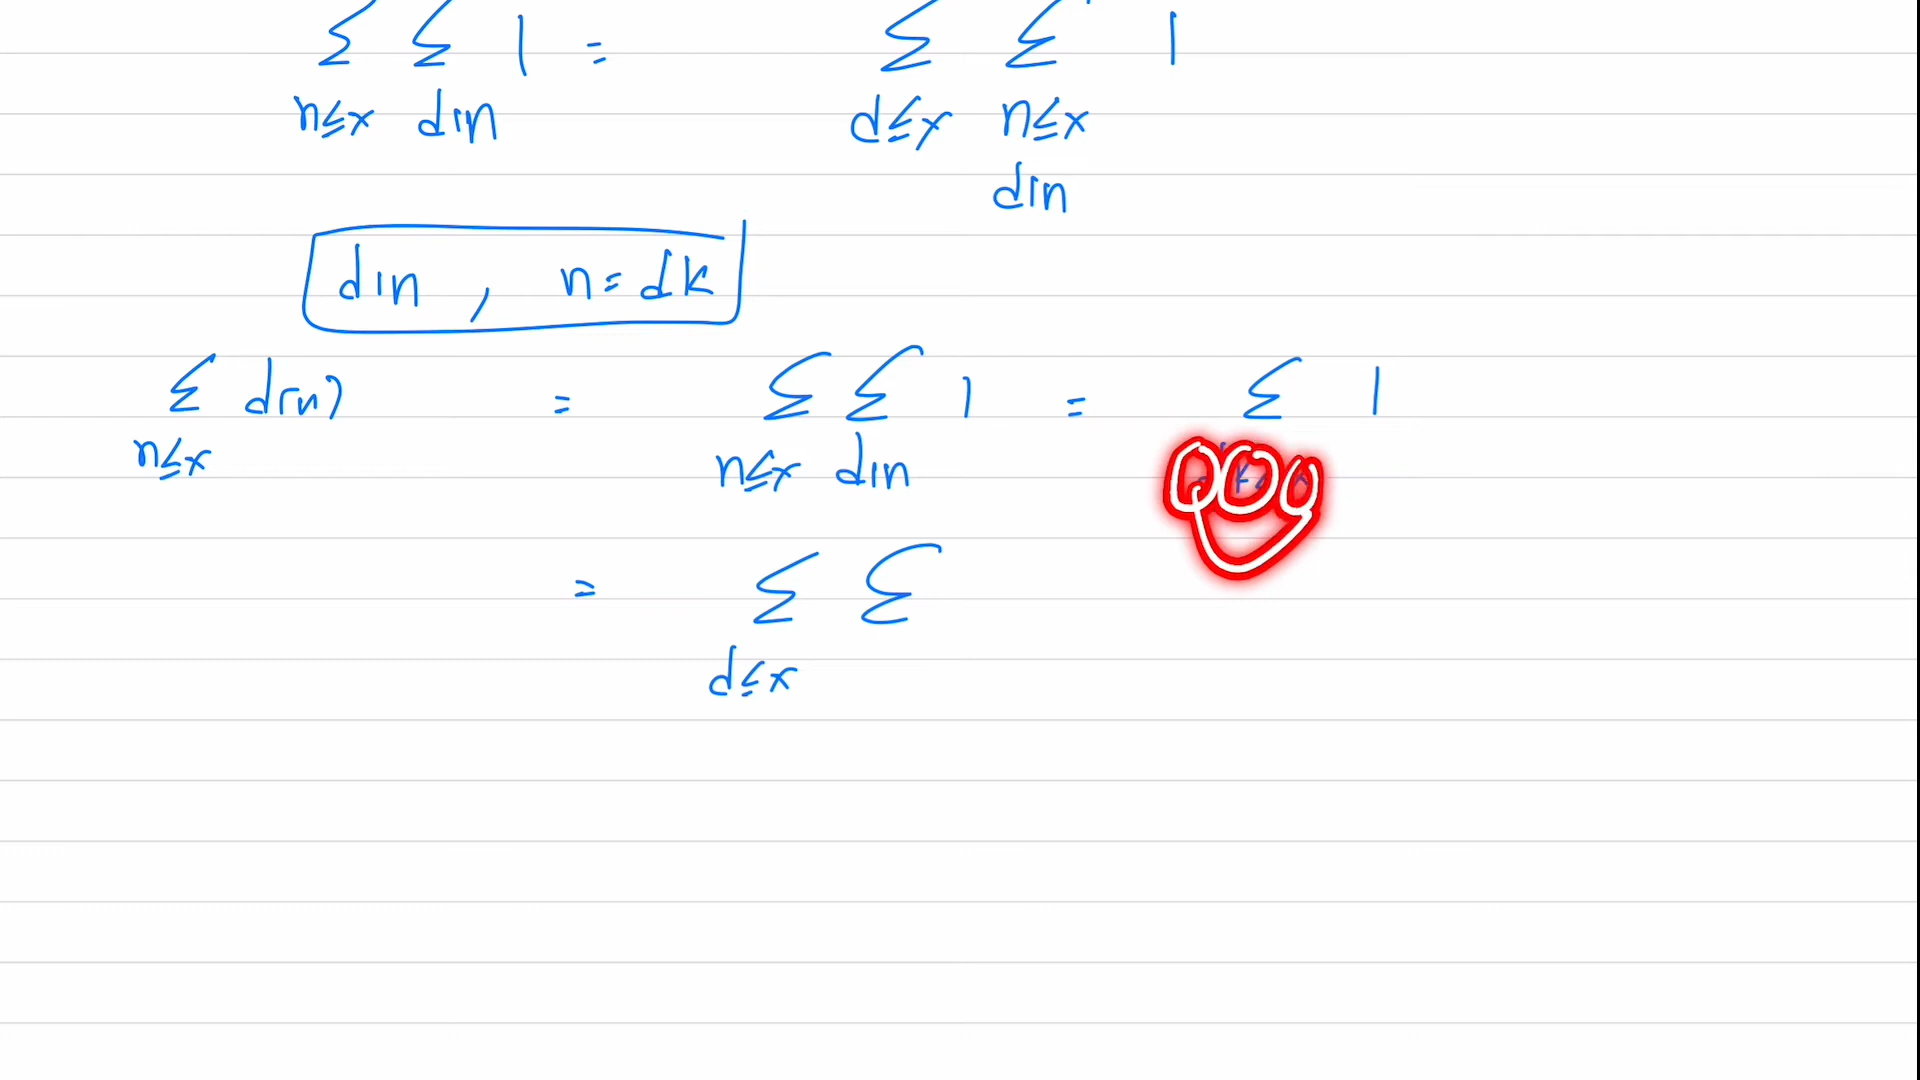 Σ Σ 1 = Σ Σ 1
n≤x d|n d≤x n≤x
d|n
d|n , n=dk
Σ d(n) = Σ Σ 1 = Σ 1
n≤x n≤x d|n
= Σ Σ
d≤x